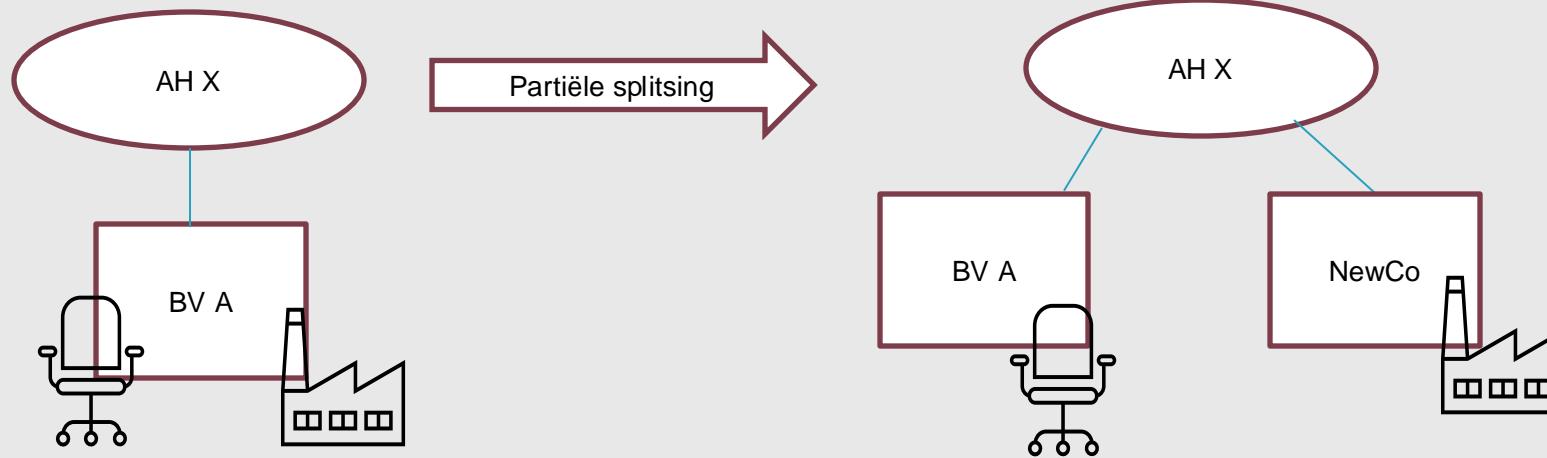 AH X
Partiële splitsing
AH X
BV A
BV A
NewCo